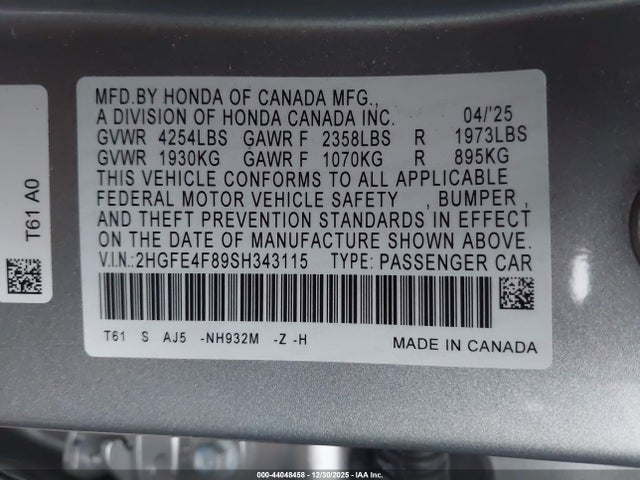 MFD.BY HONDA OF CANADA MFG.,
A DIVISION OF HONDA CANADA INC. 04/'25
GVWR 4254LBS GAWR F 2358LBS R 1973LBS
GVWR 1930KG GAWR F 1070KG R 895KG
THIS VEHICLE CONFORMS TO ALL APPLICABLE
FEDERAL MOTOR VEHICLE SAFETY , BUMPER ,
AND THEFT PREVENTION STANDARDS IN EFFECT
ON THE DATE OF MANUFACTURE SHOWN ABOVE.
V.I.N.:2HGFE4F89SH343115 TYPE: PASSENGER CAR
T61 S AJ5 -NH932M -Z -H
MADE IN CANADA
T61 A0
000-44048458 - 12/30/2025 - IAA Inc.